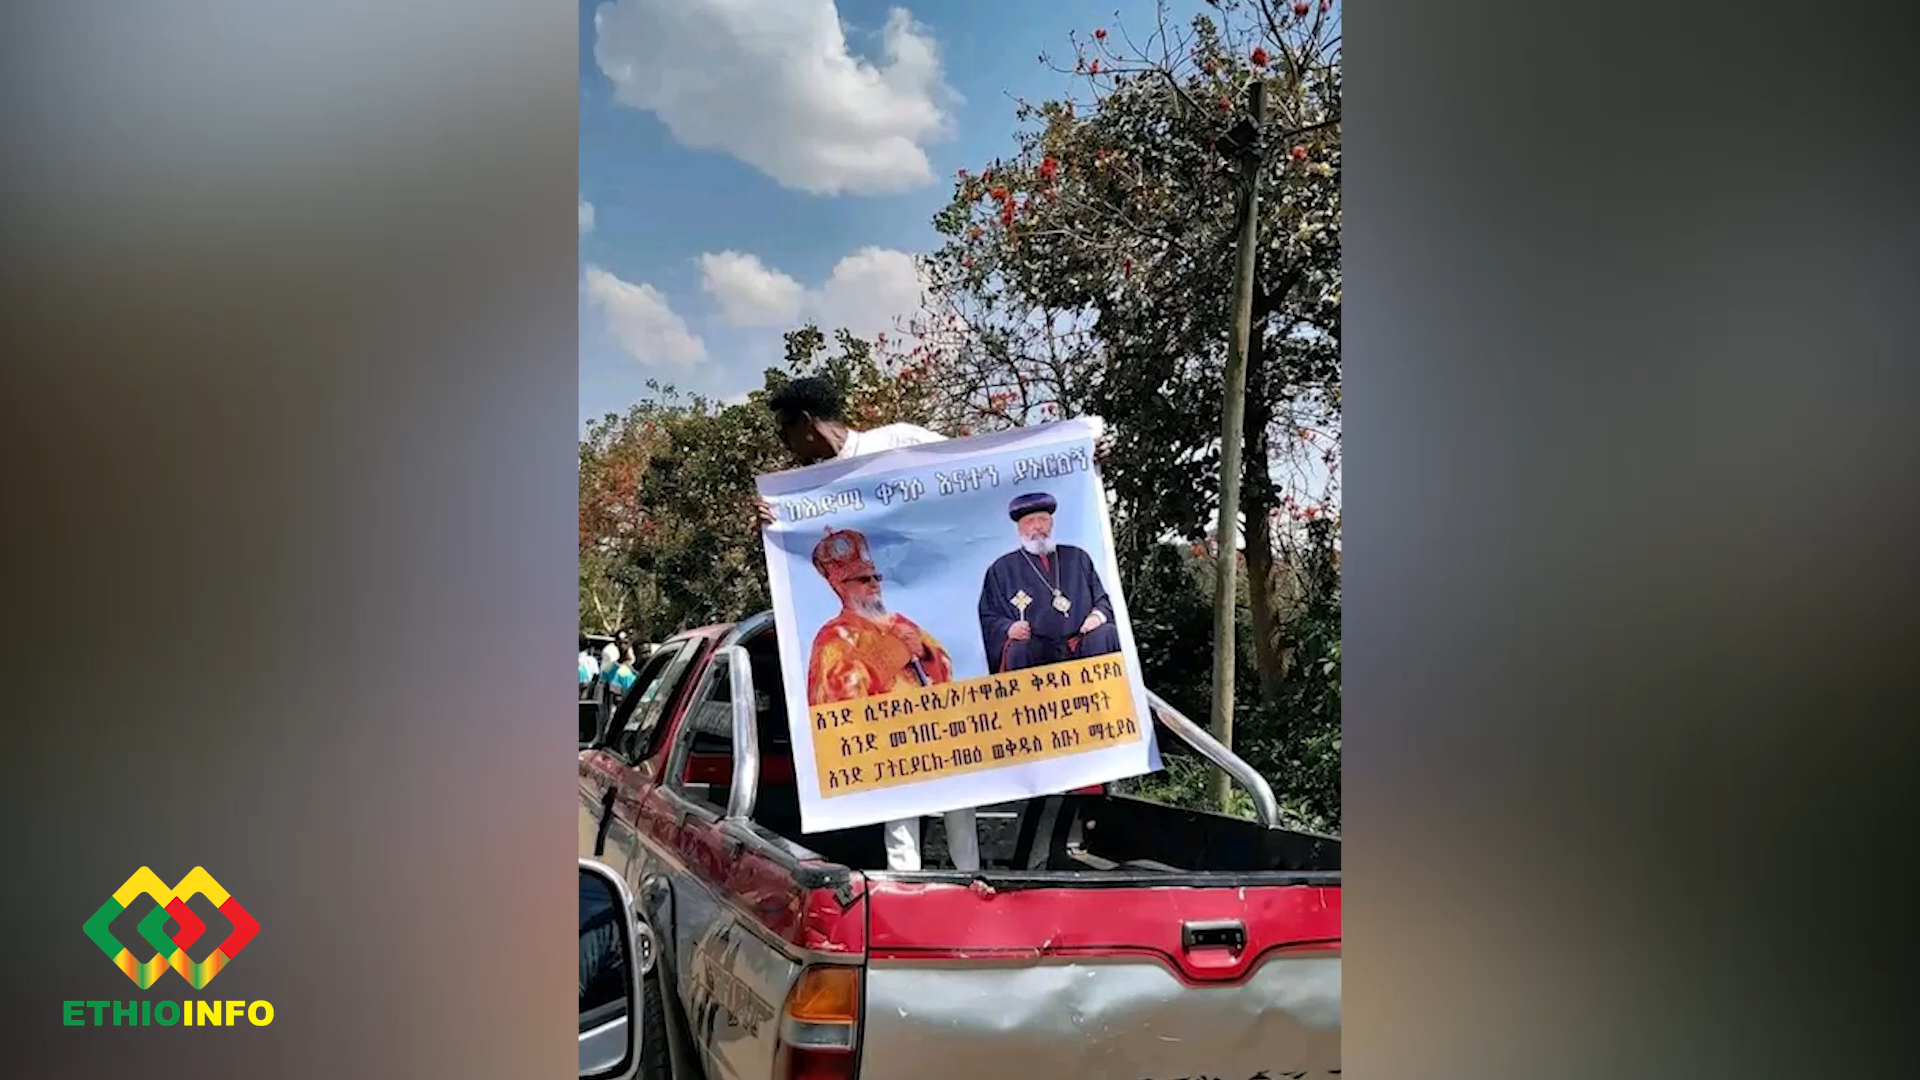 ከእድሜ ቀንሶ እናተን ያኑርልኝ
አንድ ሲኖዶስ-የኢ/ኦ/ተዋሕዶ ቅዱስ ሲኖዶስ
አንድ መንበር-መንበረ ተክለሃይማኖት
አንድ ፓትርያርክ-ብፁዕ ወቅዱስ አቡነ ማቲያስ
ETHIOINFO